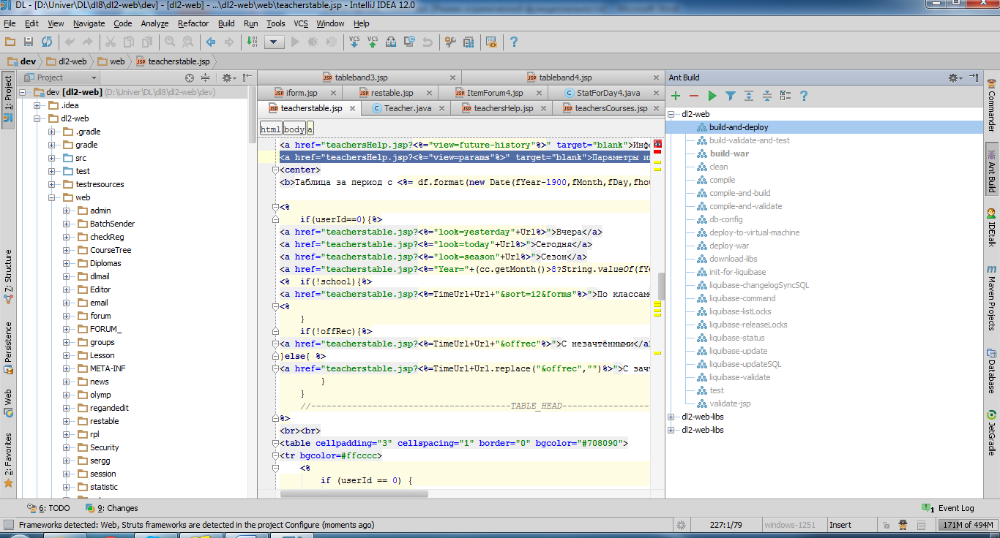 DL - [D:\Univer\DL\dl8\dl2-web\dev] - [dl2-web] - ...\dl2-web\web\teacherstable.jsp - IntelliJ IDEA 12.0
File Edit View Navigate Code Analyze Refactor Build Run Tools VCS Window Help
dev dl2-web web teacherstable.jsp
Project
tableband3.jsp tableband4.jsp
iform.jsp restable.jsp ItemForum4.jsp StatForDay4.java
teacherstable.jsp Teacher.java teachersHelp.jsp teachersCourses.jsp
html body a
1: Project
Z: Structure
Persistence
Web
2: Favorites
dev [dl2-web] (D:\Univer\DL\dl8\dl2-web\dev)
.idea
dl2-web
.gradle
gradle
src
test
testresources
web
admin
BatchSender
checkReg
CourseTree
Diplomas
dlmail
Editor
email
forum
FORUM_
groups
Lesson
META-INF
news
olymp
regandedit
restable
rpl
Security
sergg
session
statistic
<a href="teachersHelp.jsp?<%="view=future-history"%>" target="blank">Инфо
<a href="teachersHelp.jsp?<%="view=params"%>" target="blank">Параметры и
<center>
<b>Таблица за период с <%= df.format(new Date(fYear-1900,fMonth,fDay,fhou
<%
if(userId==0){%>
<a href="teacherstable.jsp?<%="look=yesterday"+Url%>">Вчера</a>
<a href="teacherstable.jsp?<%="look=today"+Url%>">Сегодня</a>
<a href="teacherstable.jsp?<%="look=season"+Url%>">Сезон</a>
<a href="teacherstable.jsp?<%="Year="+(cc.getMonth()>8?String.valueOf(fYe
<% if(!school){%>
<a href="teacherstable.jsp?<%=TimeUrl+Url+"&sort=i2&forms"%>">По классам
<%
}
if(!offRec){%>
<a href="teacherstable.jsp?<%=TimeUrl+Url+"&offrec"%>">С незачтёнными</a>
}else{ %>
<a href="teacherstable.jsp?<%=TimeUrl+Url.replace("&offrec","")%>">С зач
}
}
//--------------------------------------TABLE_HEAD-----------------
%>
<br><br>
<table cellpadding="3" cellspacing="1" border="0" bgcolor="#708090">
<tr bgcolor=#ffcccc>
<%
if (userId == 0) {
Ant Build
dl2-web
build-and-deploy
build-validate-and-test
build-war
clean
compile
compile-and-build
compile-and-validate
db-config
deploy-to-virtual-machine
deploy-war
download-libs
init-for-liquibase
liquibase-changelogSyncSQL
liquibase-command
liquibase-listLocks
liquibase-releaseLocks
liquibase-status
liquibase-update
liquibase-updateSQL
liquibase-validate
test
validate-jsp
dl2-web-libs
dl2-web-libs
Commander
Ant Build
IDEtalk
Maven Projects
Database
JetGradle
6: TODO 9: Changes 1 Event Log
Frameworks detected: Web, Struts frameworks are detected in the project Configure (moments ago) 227:1/79 windows-1251 Insert 171M of 494M